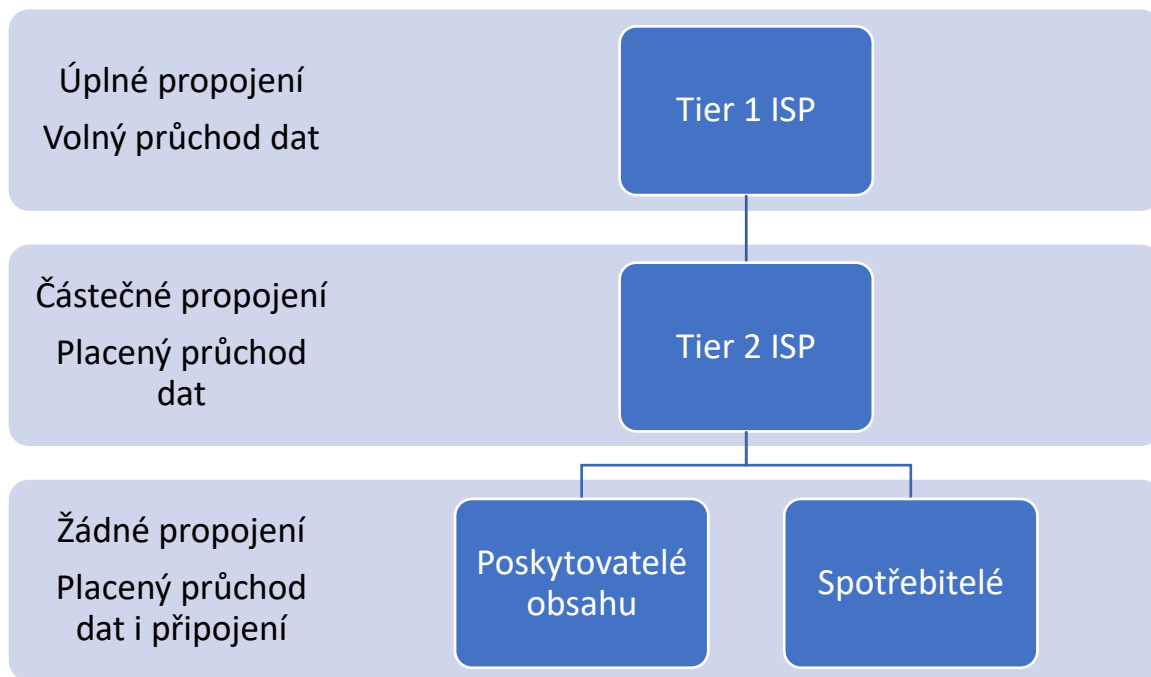 Úplné propojení
Volný průchod dat
Tier 1 ISP
Částečné propojení
Placený průchod
dat
Tier 2 ISP
Žádné propojení
Placený průchod
dat i připojení
Poskytovatelé
obsahu
Spotřebitelé